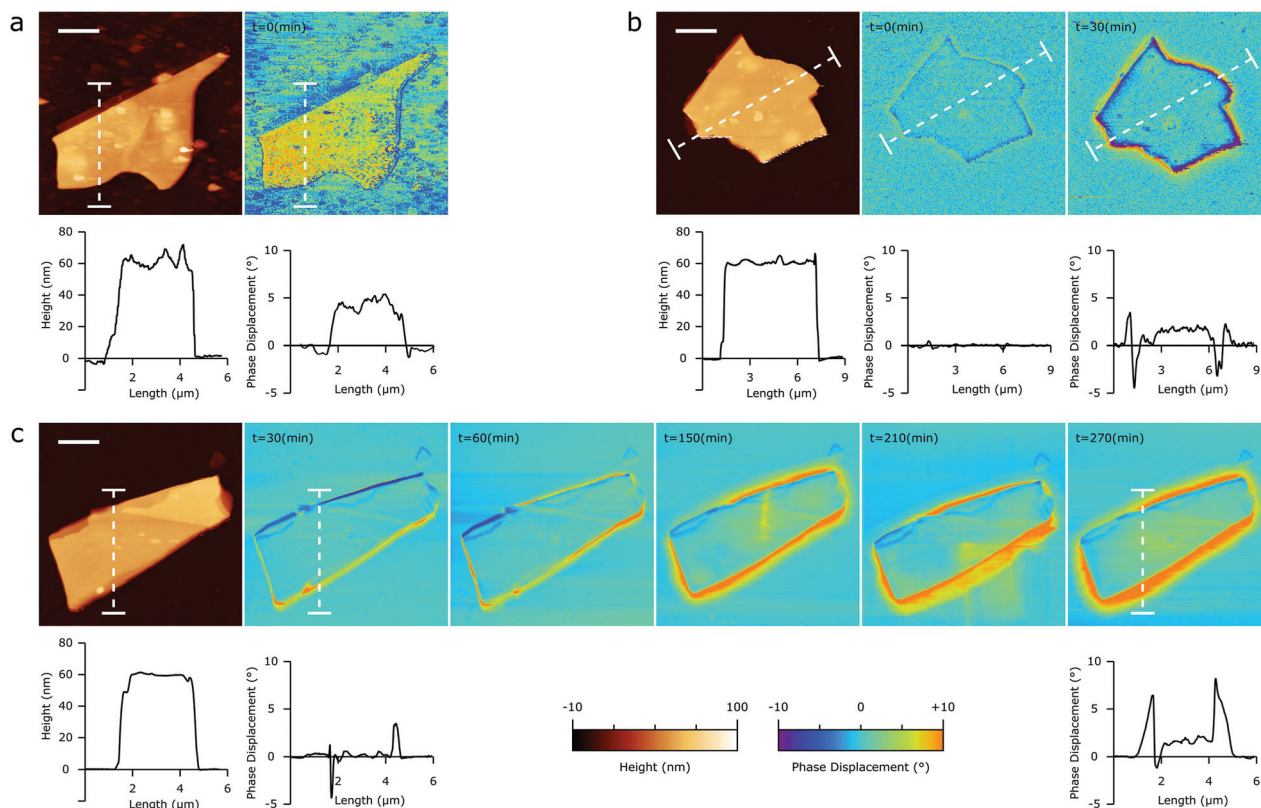 a
t=0(min)
80
60
40
20
0
Height (nm)
2
4
6
Length (µm)
10
5
0
-5
Phase Displacement (°)
2
4
6
Length (µm)
b
t=0(min)
t=30(min)
80
60
40
20
0
Height (nm)
3
6
9
Length (µm)
10
5
0
-5
Phase Displacement (°)
3
6
9
Length (µm)
10
5
0
-5
Phase Displacement (°)
3
6
9
Length (µm)
c
t=30(min)
t=60(min)
t=150(min)
t=210(min)
t=270(min)
80
60
40
20
0
Height (nm)
2
4
6
Length (µm)
10
5
0
-5
Phase Displacement (°)
2
4
6
Length (µm)
-10
100
Height (nm)
-10
0
+10
Phase Displacement (°)
10
5
0
-5
Phase Displacement (°)
2
4
6
Length (µm)